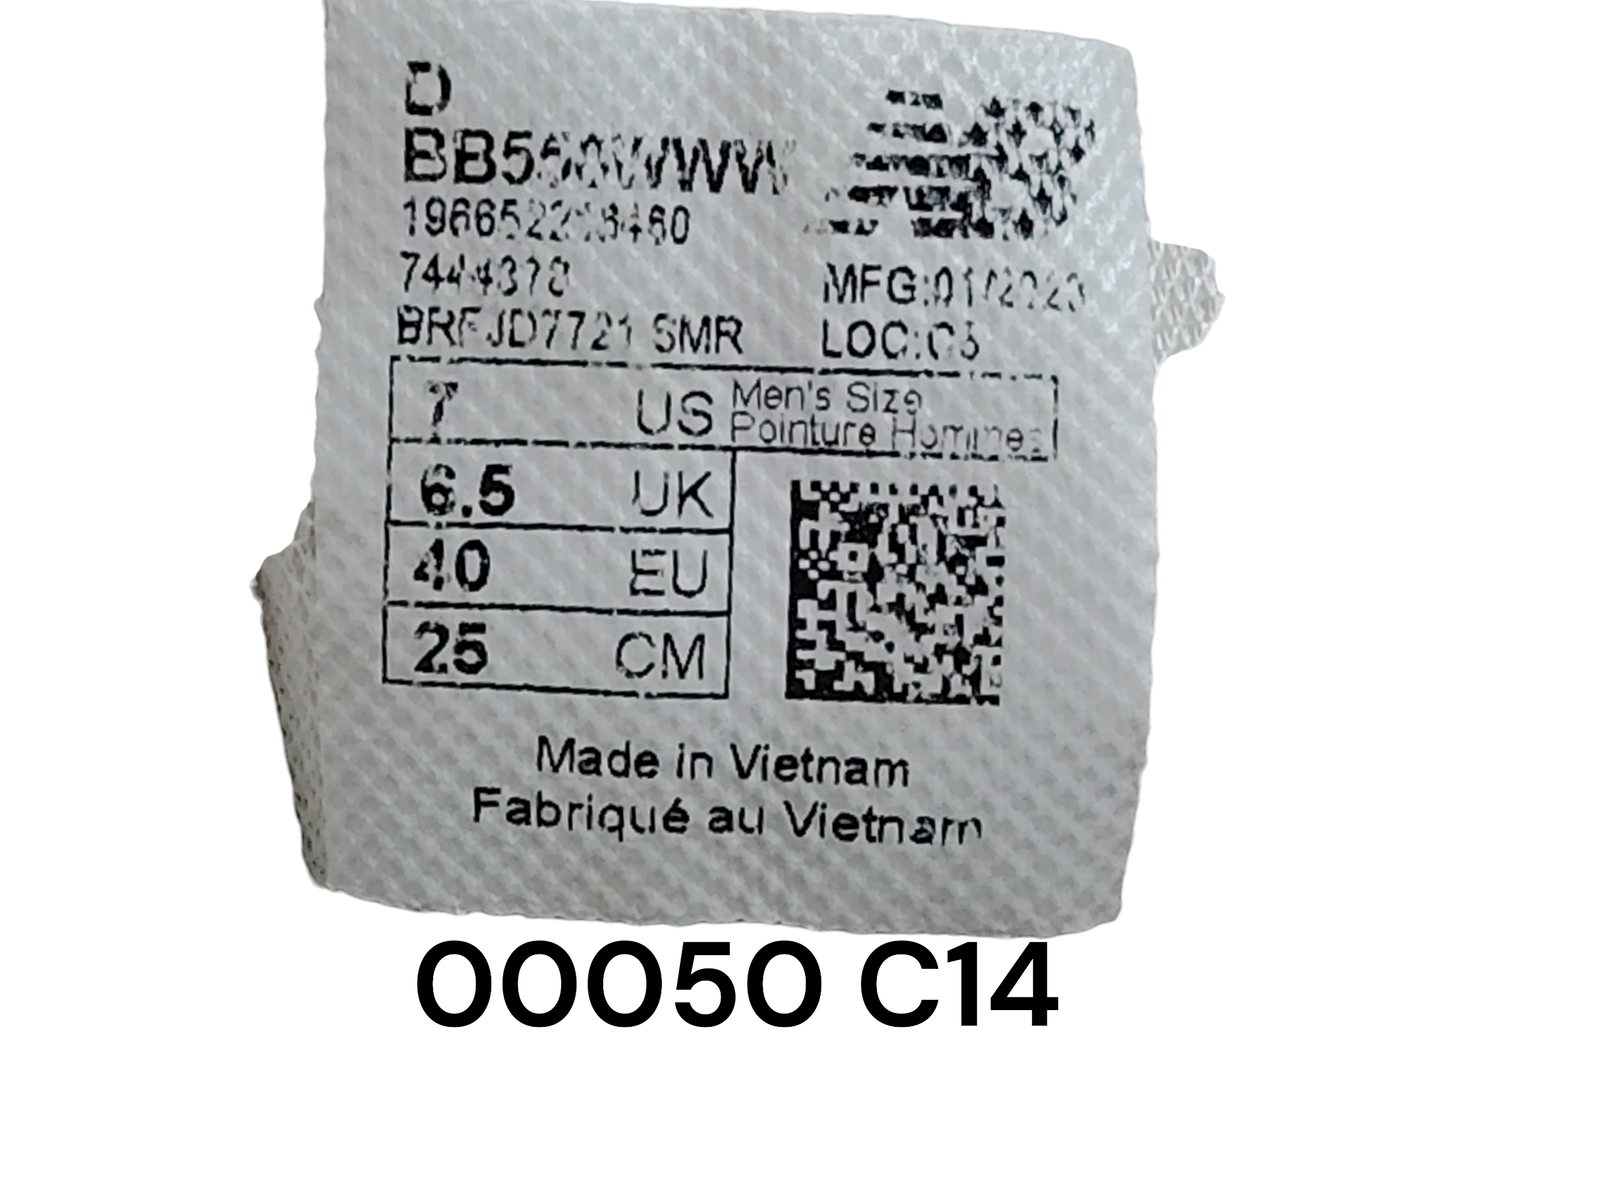 D
BB550WWW
7444378
MFG:01/2023
BRFJD7721 SMR
LOC:C3
7 US Men's Size
Pointure Hommes
6.5 UK
40 EU
25 CM
Made in Vietnam
Fabriqué au Vietnam
00050 C14